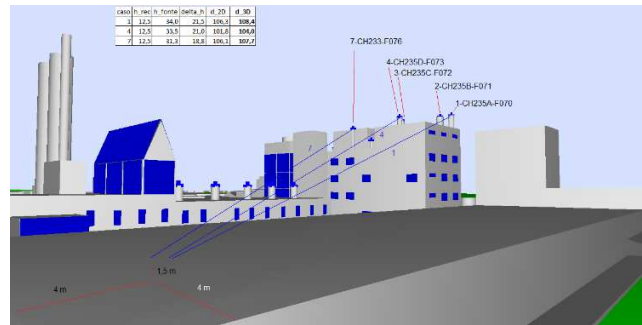 caso h_rec h_fonte delta_h d_2D d_3D
1 12,5 34,0 21,5 106,3 108,4
4 12,5 33,5 21,0 101,8 104,0
7 12,5 31,3 18,8 106,1 107,7
7-CH233-F076
4-CH235D-F073
3-CH235C-F072
2-CH235B-F071
1-CH235A-F070
7
4
1
1,5 m
4 m
4 m